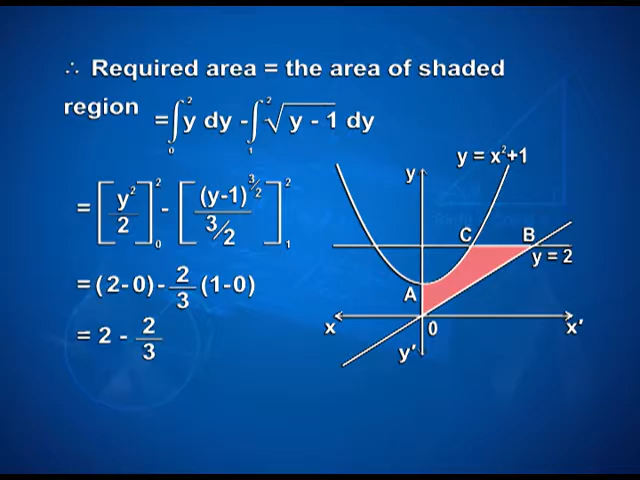 ∴ Required area = the area of shaded
region = ∫₀² y dy - ∫₁² √(y - 1) dy
= [y²/2]₀² - [(y-1)^(3/2) / (3/2)]₁²
= (2-0) - 2/3 (1-0)
= 2 - 2/3
y = x²+1
y
C B
y = 2
A
x 0 x′
y′